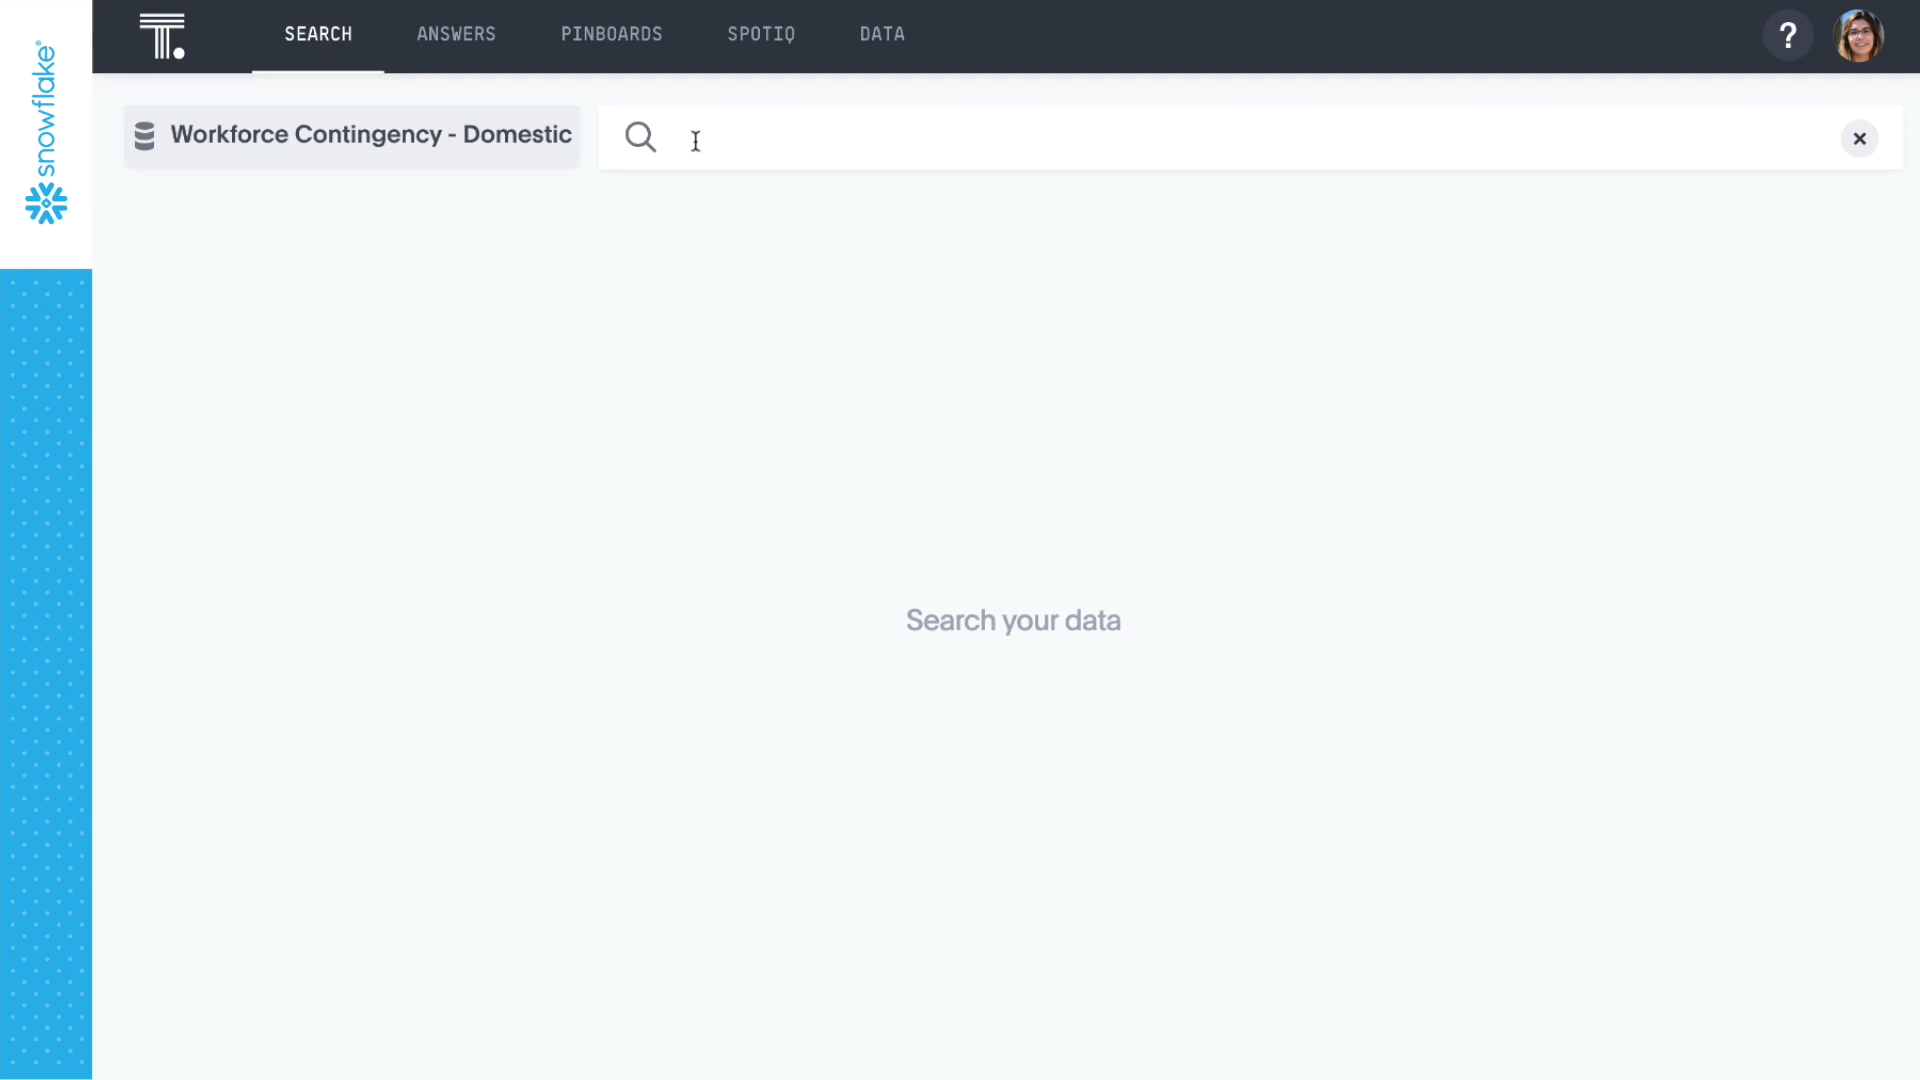 snowflake®
T.
SEARCH
ANSWERS
PINBOARDS
SPOTIQ
DATA
?
Workforce Contingency - Domestic
Search your data